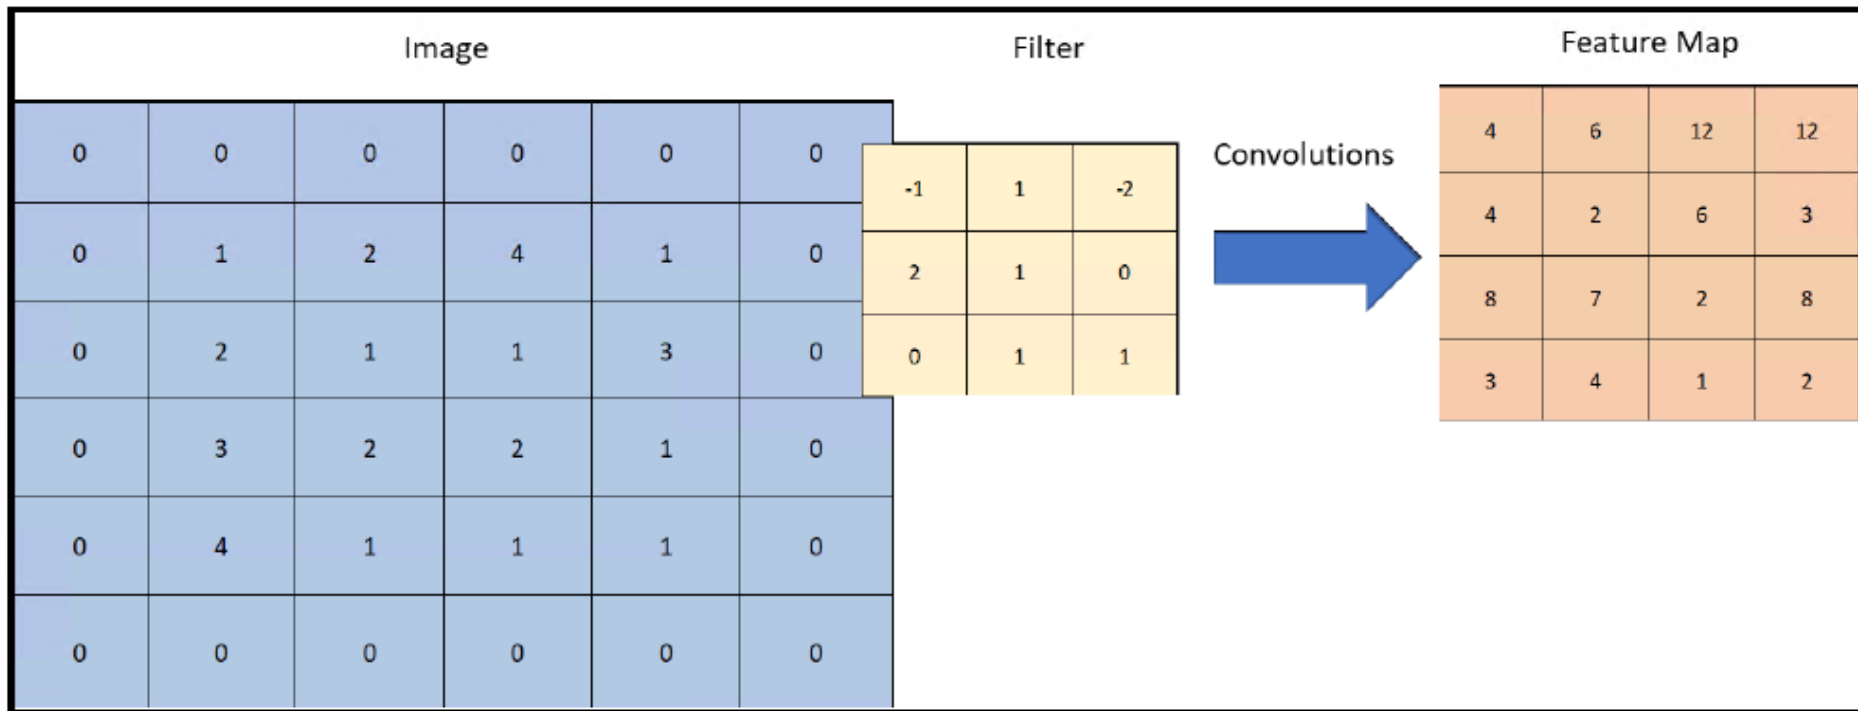 Image Filter Feature Map
Convolutions
0 0 0 0 0 0
0 1 2 4 1 0
0 2 1 1 3 0
0 3 2 2 1 0
0 4 1 1 1 0
0 0 0 0 0 0
-1 1 -2
2 1 0
0 1 1
4 6 12 12
4 2 6 3
8 7 2 8
3 4 1 2